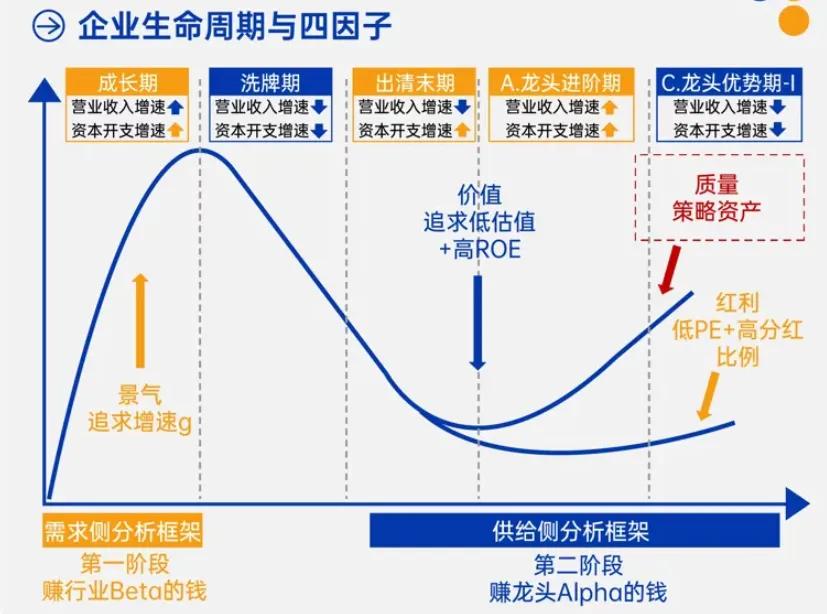 企业生命周期与四因子
成长期
营业收入增速
资本开支增速
洗牌期
营业收入增速
资本开支增速
出清末期
营业收入增速
资本开支增速
A.龙头进阶期
营业收入增速
资本开支增速
C.龙头优势期-I
营业收入增速
资本开支增速
价值
追求低估值
+高ROE
质量
策略资产
红利
低PE+高分红
比例
景气
追求增速g
需求侧分析框架
第一阶段
赚行业Beta的钱
供给侧分析框架
第二阶段
赚龙头Alpha的钱